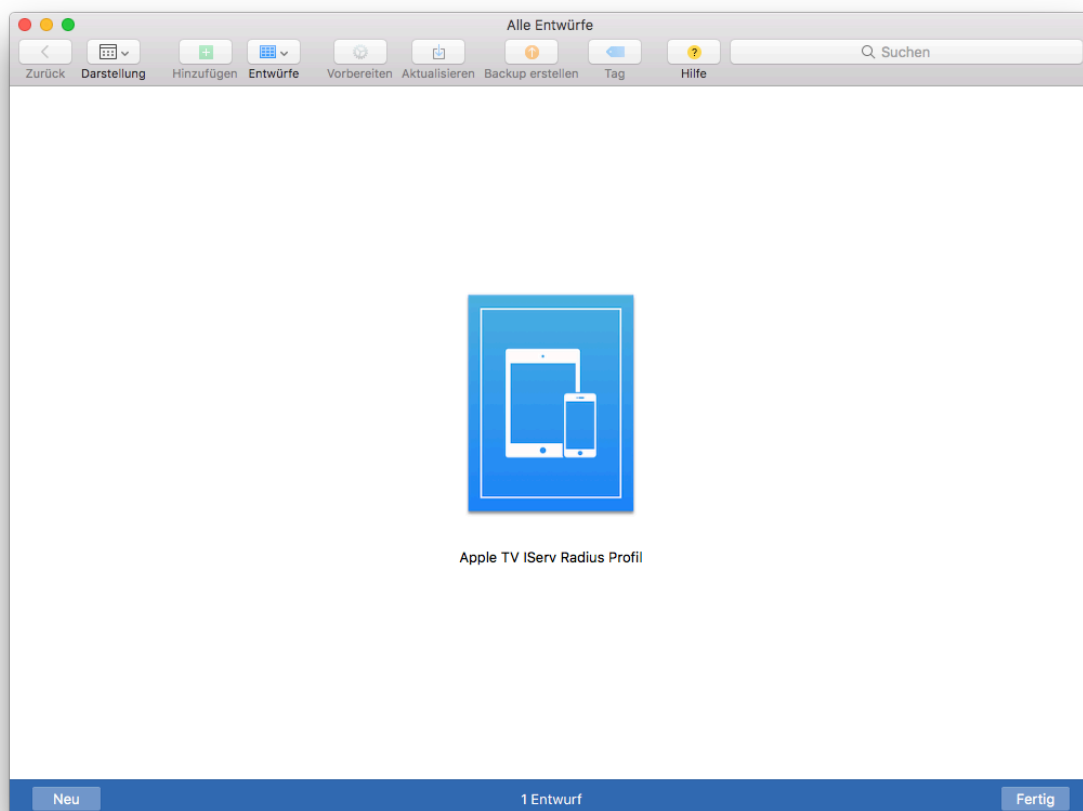 Alle Entwürfe
Suchen
Zurück Darstellung Hinzufügen Entwürfe Vorbereiten Aktualisieren Backup erstellen Tag Hilfe
Apple TV IServ Radius Profil
Neu 1 Entwurf Fertig